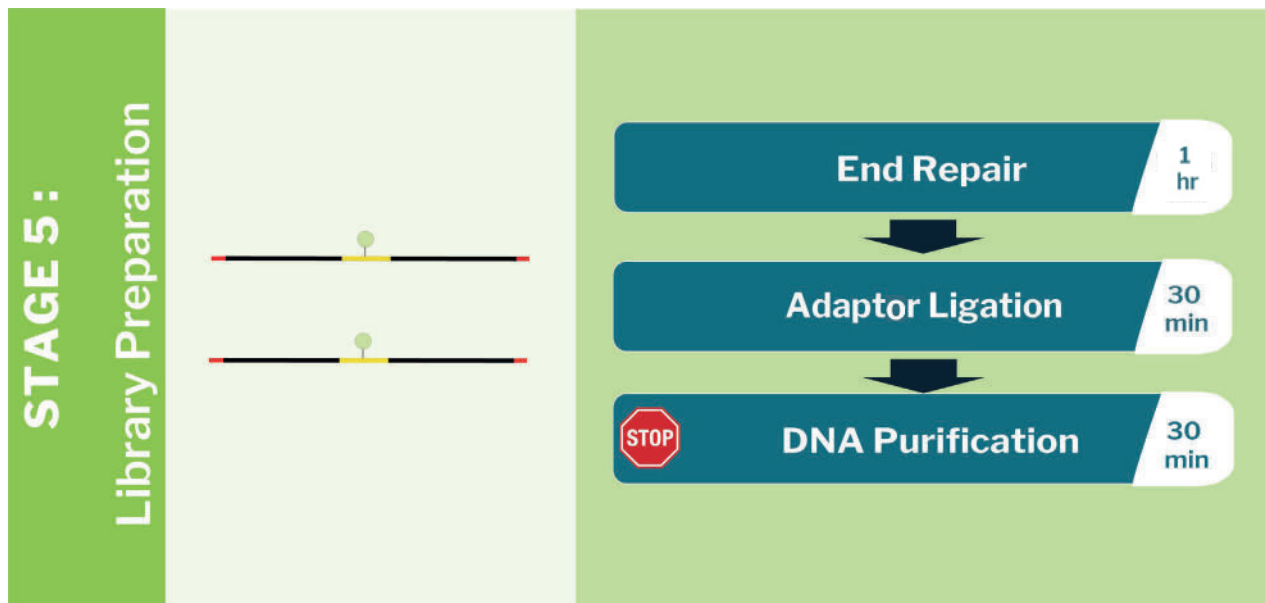 STAGE 5:
Library Preparation
End Repair
1
hr
Adaptor Ligation
30
min
STOP
DNA Purification
30
min